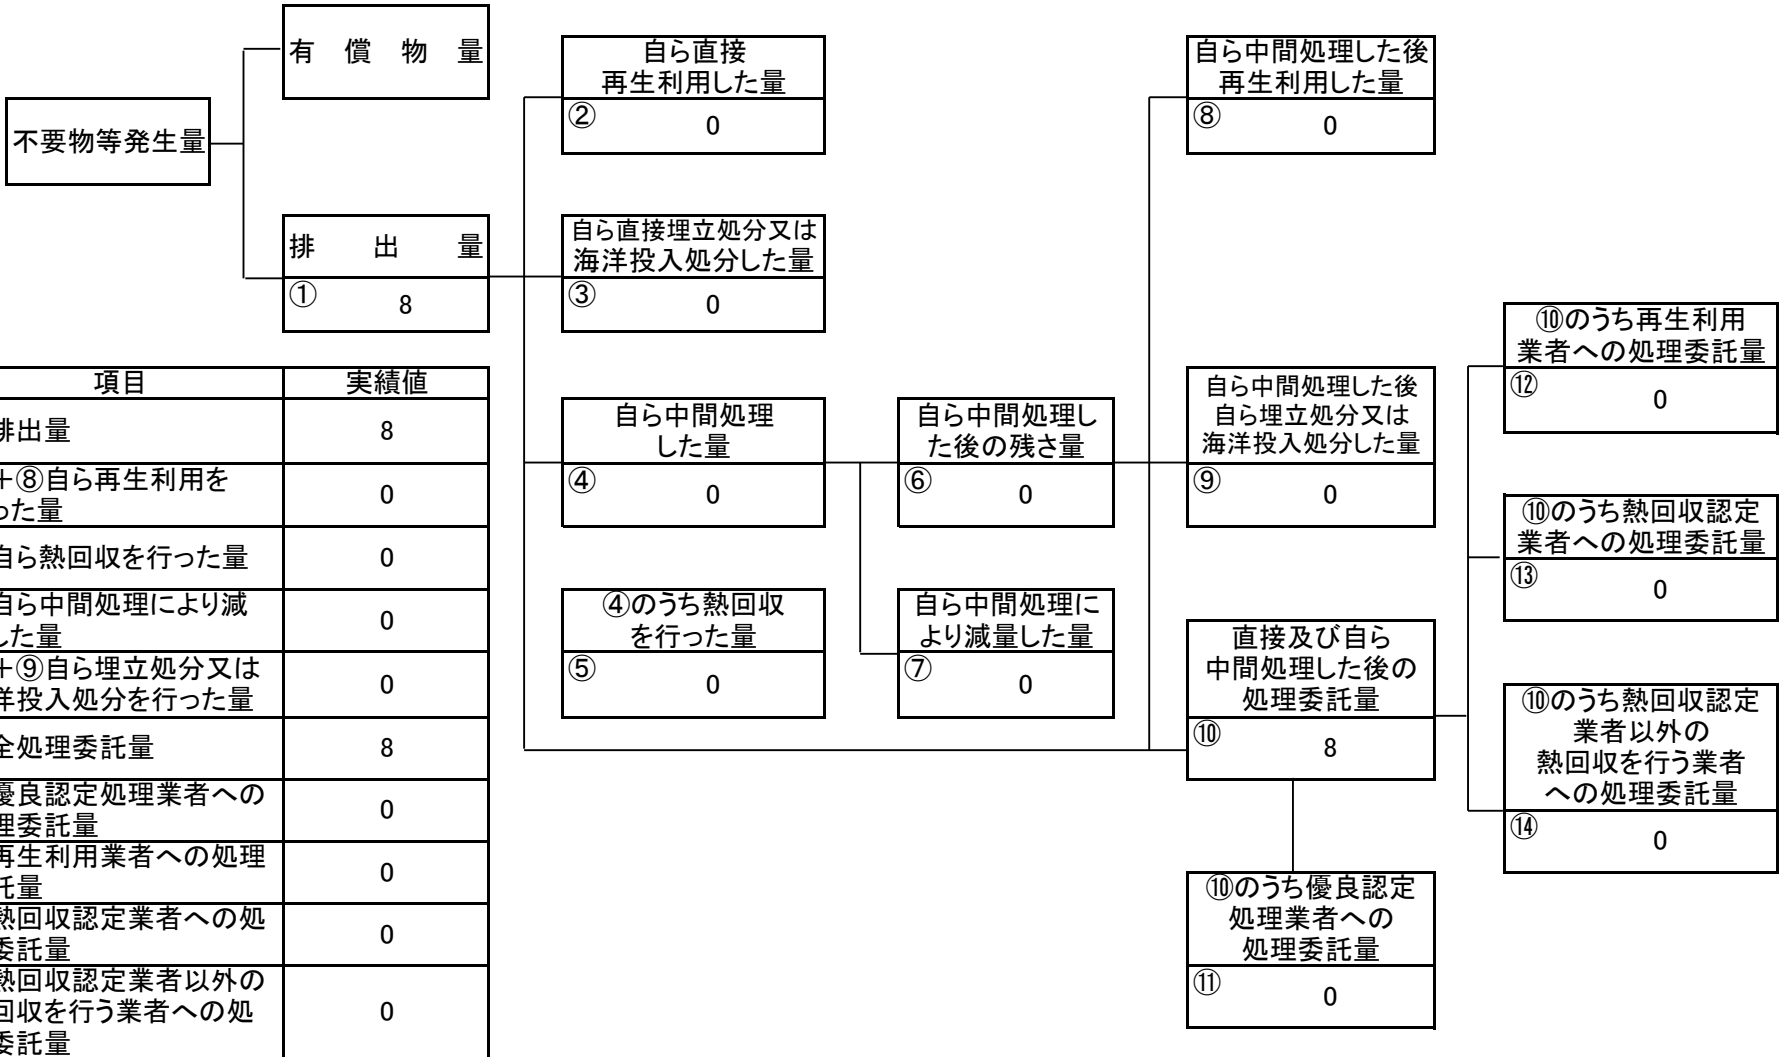 有償物量
不要物等発生量
排出量
①
8
自ら直接
再生利用した量
②
0
自ら直接埋立処分又は
海洋投入処分した量
③
0
自ら中間処理
した量
④
0
④のうち熱回収
を行った量
⑤
0
自ら中間処理し
た後の残さ量
⑥
0
自ら中間処理に
より減量した量
⑦
0
自ら中間処理した後
再生利用した量
⑧
0
自ら中間処理した後
自ら埋立処分又は
海洋投入処分した量
⑨
0
直接及び自ら
中間処理した後の
処理委託量
⑩
8
⑩のうち優良認定
処理業者への
処理委託量
⑪
0
⑩のうち再生利用
業者への処理委託量
⑫
0
⑩のうち熱回収認定
業者への処理委託量
⑬
0
⑩のうち熱回収認定
業者以外の
熱回収を行う業者
への処理委託量
⑭
0
項目 実績値
排出量 8
+⑧自ら再生利用を
った量 0
自ら熱回収を行った量 0
自ら中間処理により減
した量 0
+⑨自ら埋立処分又は
洋投入処分を行った量 0
全処理委託量 8
優良認定処理業者への
理委託量 0
再生利用業者への処理
託量 0
熱回収認定業者への処
委託量 0
熱回収認定業者以外の
回収を行う業者への処
委託量 0